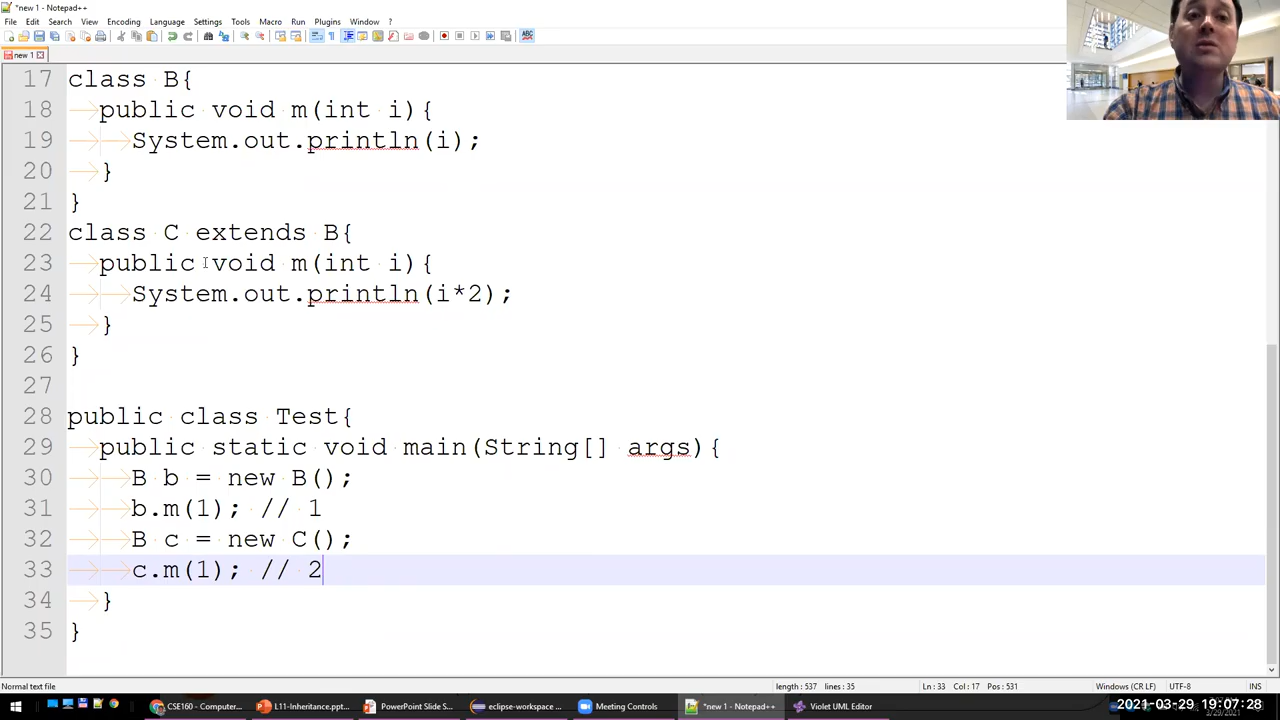 *new 1 - Notepad++
File Edit Search View Encoding Language Settings Tools Macro Run Plugins Window ?
new 1
17 class B{
18 public void m(int i){
19 System.out.println(i);
20 }
21 }
22 class C extends B{
23 public void m(int i){
24 System.out.println(i*2);
25 }
26 }
27
28 public class Test{
29 public static void main(String[] args){
30 B b = new B();
31 b.m(1); // 1
32 B c = new C();
33 c.m(1); // 2
34 }
35 }
Normal text file length : 537 lines : 35 Ln : 33 Col : 17 Pos : 531 Windows (CR LF) UTF-8 INS
CSE160 - Computer... L11-Inheritance.ppt... PowerPoint Slide S... eclipse-workspace ... Meeting Controls *new 1 - Notepad++ Violet UML Editor
2021-03-29 19:07:28